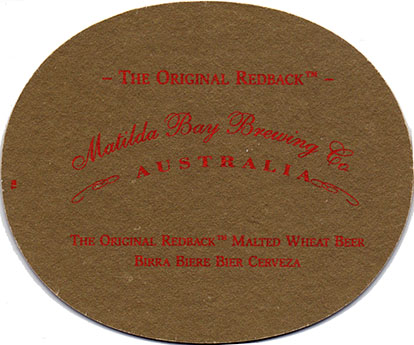 – The Original Redback™ –
Matilda Bay Brewing Co
AUSTRALIA
The Original Redback™ Malted Wheat Beer
Birra Biere Bier Cerveza